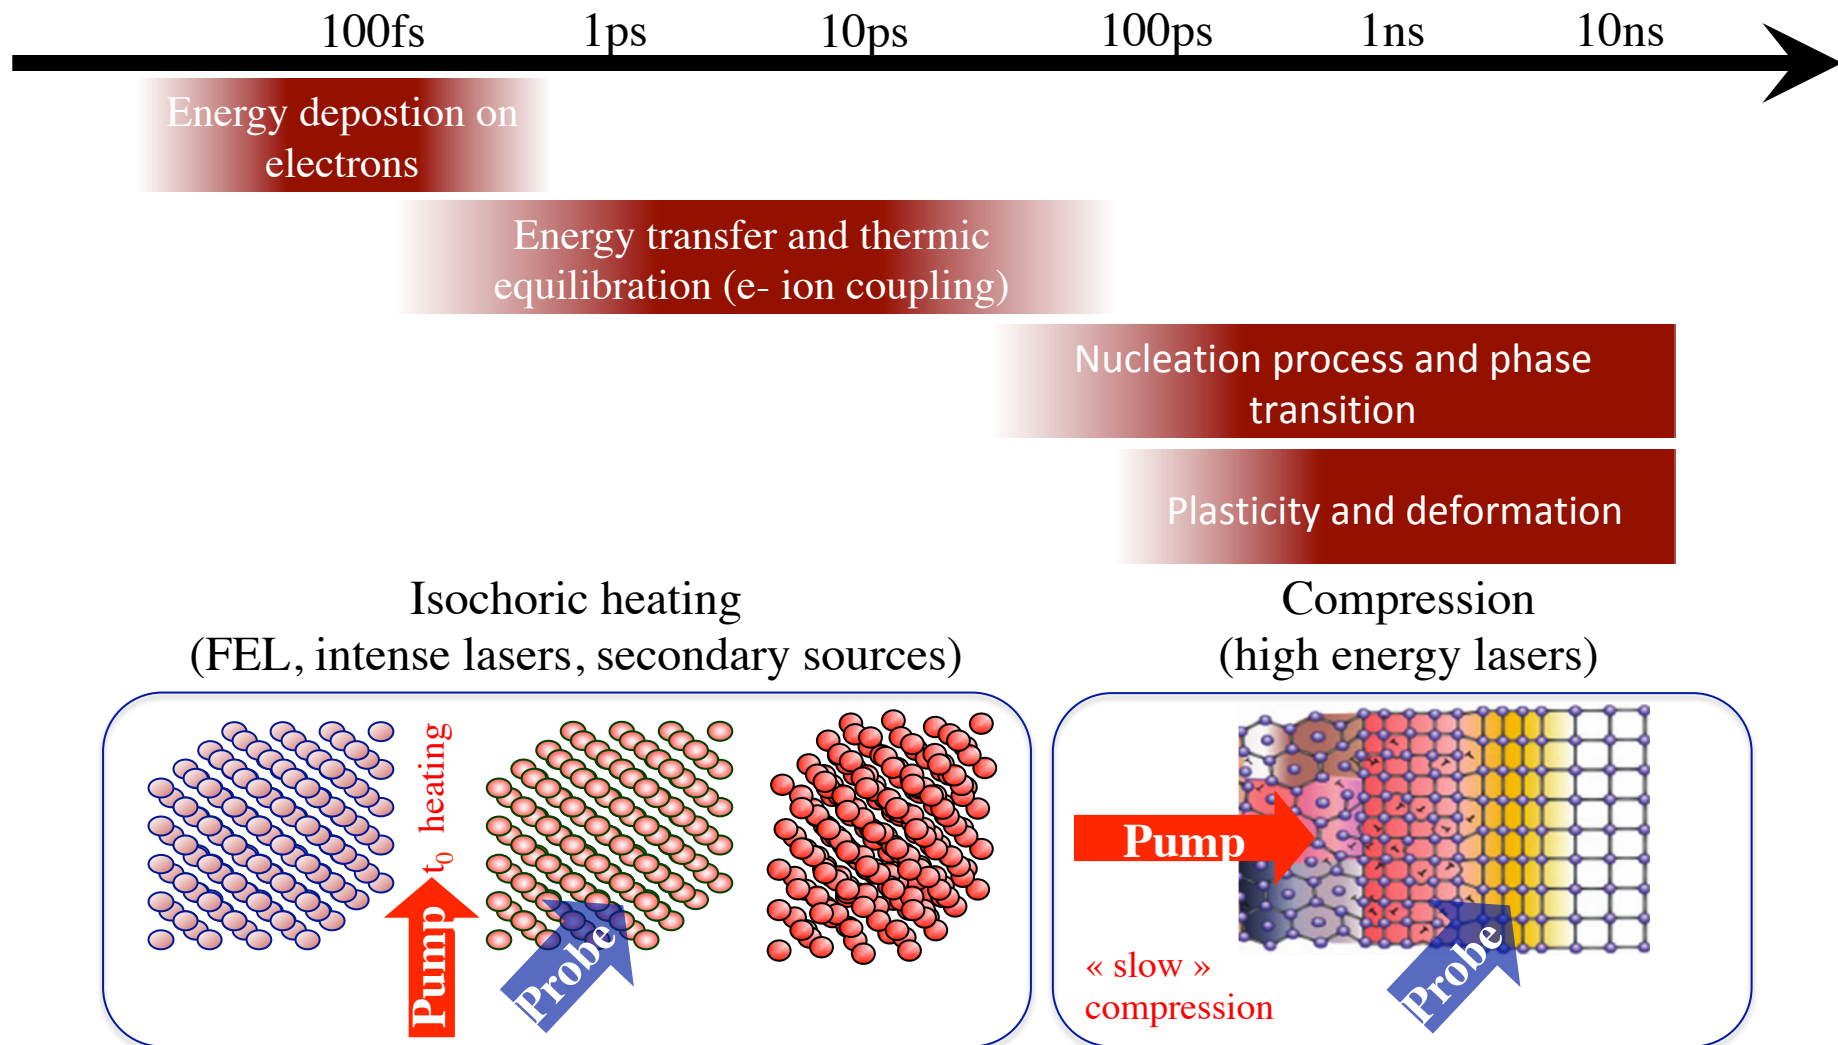 100fs 1ps 10ps 100ps 1ns 10ns
Energy depostion on
electrons
Energy transfer and thermic
equilibration (e- ion coupling)
Nucleation process and phase
transition
Plasticity and deformation
Isochoric heating
(FEL, intense lasers, secondary sources)
Compression
(high energy lasers)
t₀ heating
Pump
Probe
Pump
« slow »
compression
Probe